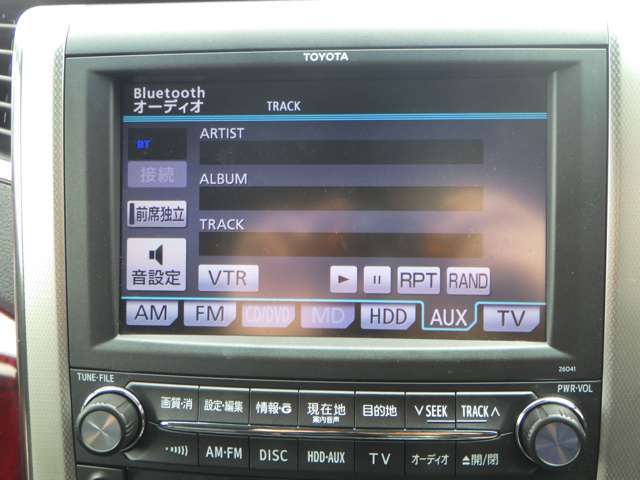 TOYOTA
Bluetooth
オーディオ TRACK
ARTIST
BT
接続
ALBUM
前席独立
TRACK
音設定
VTR
RPT RAND
AM FM CD/DVD MD HDD AUX TV
26041
TUNE·FILE PWR·VOL
画質·消 設定·編集 情報·G 現在地 目的地 ∨SEEK TRACK∧
案内音声
AM·FM DISC HDD·AUX TV オーディオ ▲開/閉